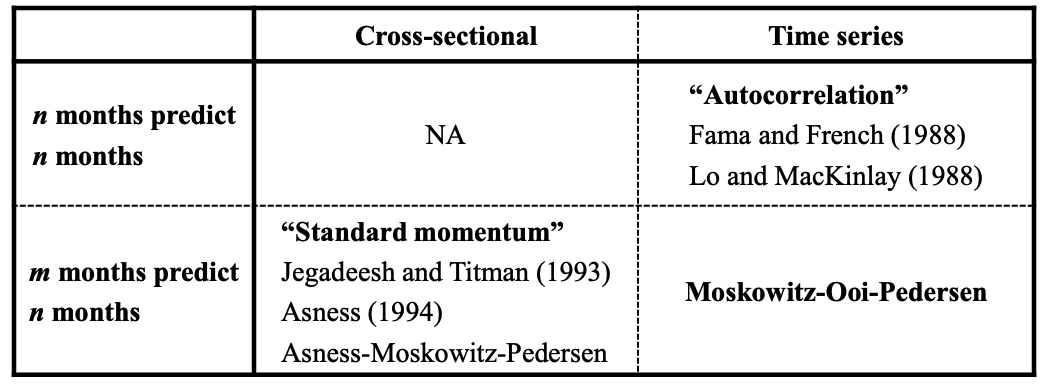 Cross-sectional
Time series
n months predict
n months
NA
“Autocorrelation”
Fama and French (1988)
Lo and MacKinlay (1988)
m months predict
n months
“Standard momentum”
Jegadeesh and Titman (1993)
Asness (1994)
Asness-Moskowitz-Pedersen
Moskowitz-Ooi-Pedersen